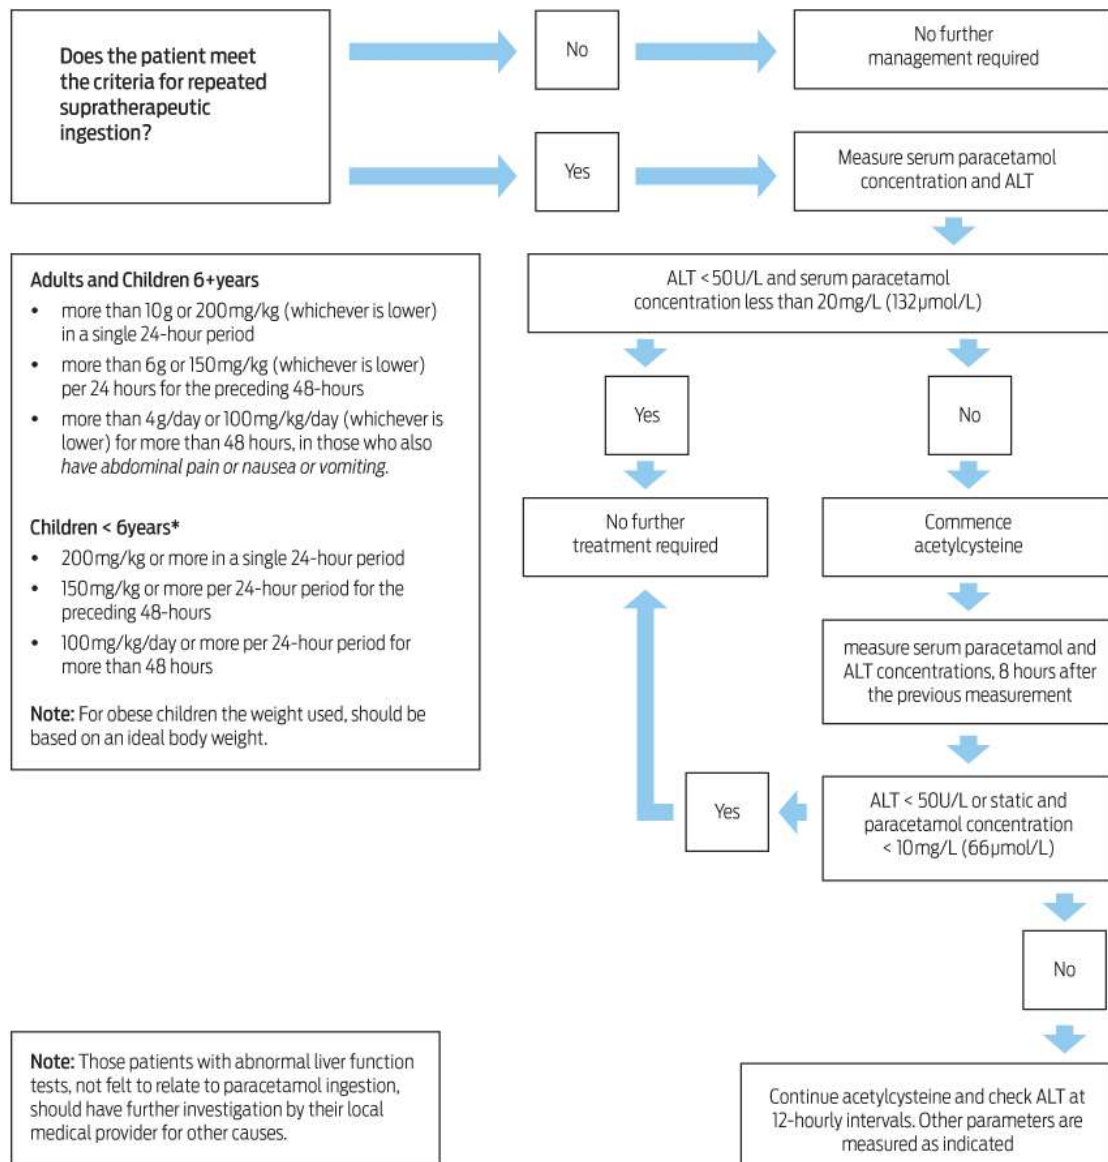 Does the patient meet
the criteria for repeated
supratherapeutic
ingestion?
No
No further
management required
Yes
Measure serum paracetamol
concentration and ALT
Adults and Children 6+years
• more than 10g or 200mg/kg (whichever is lower)
in a single 24-hour period
• more than 6g or 150mg/kg (whichever is lower)
per 24 hours for the preceding 48-hours
• more than 4g/day or 100mg/kg/day (whichever is
lower) for more than 48 hours, in those who also
have abdominal pain or nausea or vomiting.
Children < 6years*
• 200mg/kg or more in a single 24-hour period
• 150mg/kg or more per 24-hour period for the
preceding 48-hours
• 100mg/kg/day or more per 24-hour period for
more than 48 hours
Note: For obese children the weight used, should be
based on an ideal body weight.
ALT <50U/L and serum paracetamol
concentration less than 20mg/L (132µmol/L)
Yes
No
No further
treatment required
Commence
acetylcysteine
measure serum paracetamol and
ALT concentrations, 8 hours after
the previous measurement
Yes
ALT < 50U/L or static and
paracetamol concentration
< 10mg/L (66µmol/L)
No
Note: Those patients with abnormal liver function
tests, not felt to relate to paracetamol ingestion,
should have further investigation by their local
medical provider for other causes.
Continue acetylcysteine and check ALT at
12-hourly intervals. Other parameters are
measured as indicated